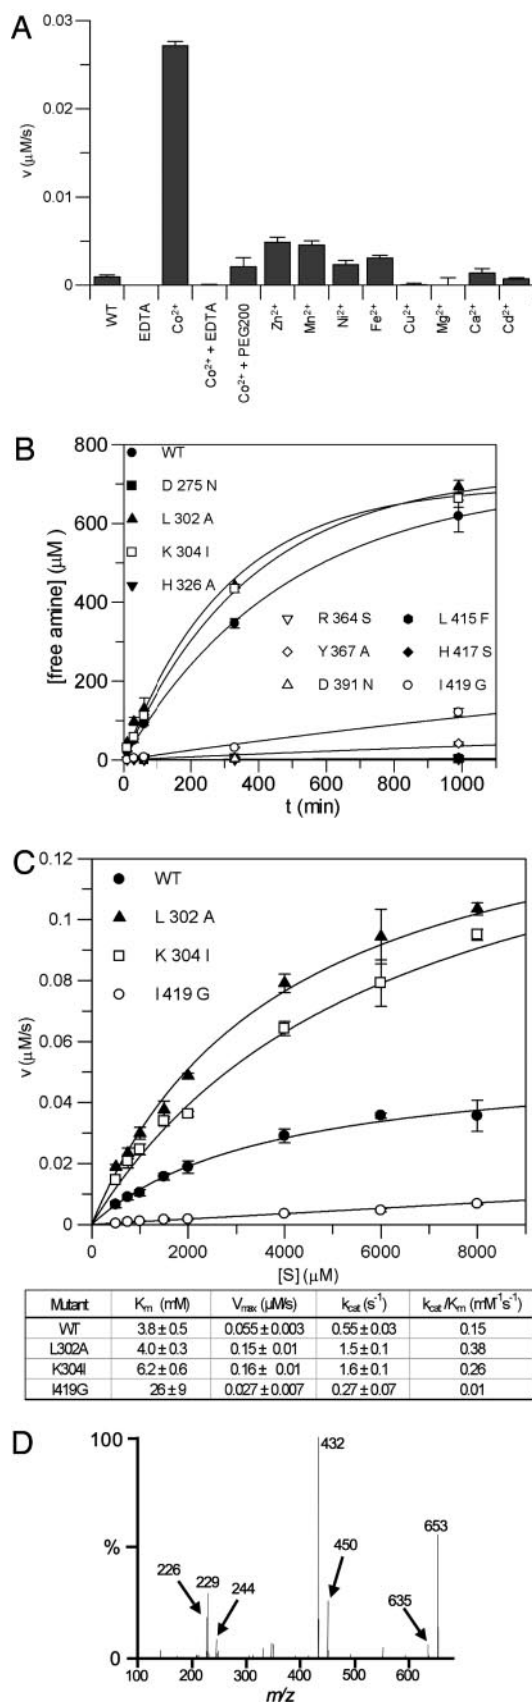 A
0.03
0.02
0.01
0
v (μM/s)
WT
EDTA
Co²⁺
Co²⁺ + EDTA
Co²⁺ + PEG200
Zn²⁺
Mn²⁺
Ni²⁺
Fe²⁺
Cu²⁺
Mg²⁺
Ca²⁺
Cd²⁺
B
800
600
400
200
0
[free amine] (μM)
WT
D 275 N
L 302 A
K 304 I
H 326 A
R 364 S
L 415 F
Y 367 A
H 417 S
D 391 N
I 419 G
0 200 400 600 800 1000
t (min)
C
0.12
0.1
0.08
0.06
0.04
0.02
0
v (μM/s)
WT
L 302 A
K 304 I
I 419 G
0 2000 4000 6000 8000
[S] (μM)
Mutant Kₘ (mM) Vₘₐₓ (μM/s) k_cat (s⁻¹) k_cat/Kₘ (mM⁻¹s⁻¹)
WT 3.8 ± 0.5 0.055 ± 0.003 0.55 ± 0.03 0.15
L302A 4.0 ± 0.3 0.15 ± 0.01 1.5 ± 0.1 0.38
K304I 6.2 ± 0.6 0.16 ± 0.01 1.6 ± 0.1 0.26
I419G 26 ± 9 0.027 ± 0.007 0.27 ± 0.07 0.01
D
100
%
0
432
653
450
226
229
244
635
100 200 300 400 500 600
m/z